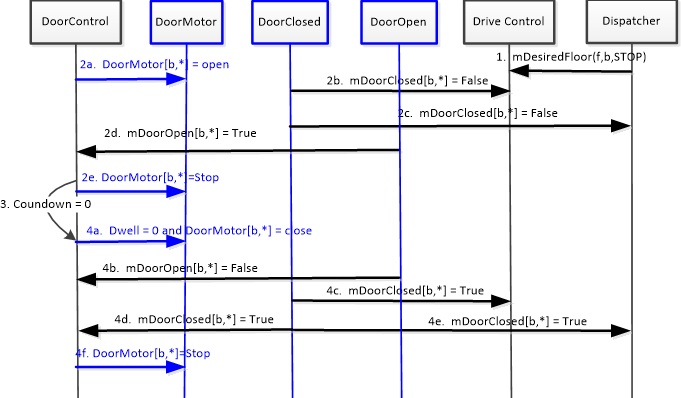 DoorControl
DoorMotor
DoorClosed
DoorOpen
Drive Control
Dispatcher
1. mDesiredFloor(f,b,STOP)
2a. DoorMotor[b,*] = open
2b. mDoorClosed[b,*] = False
2c. mDoorClosed[b,*] = False
2d. mDoorOpen[b,*] = True
2e. DoorMotor[b,*]=Stop
3. Coundown = 0
4a. Dwell = 0 and DoorMotor[b,*] = close
4b. mDoorOpen[b,*] = False
4c. mDoorClosed[b,*] = True
4d. mDoorClosed[b,*] = True
4e. mDoorClosed[b,*] = True
4f. DoorMotor[b,*]=Stop